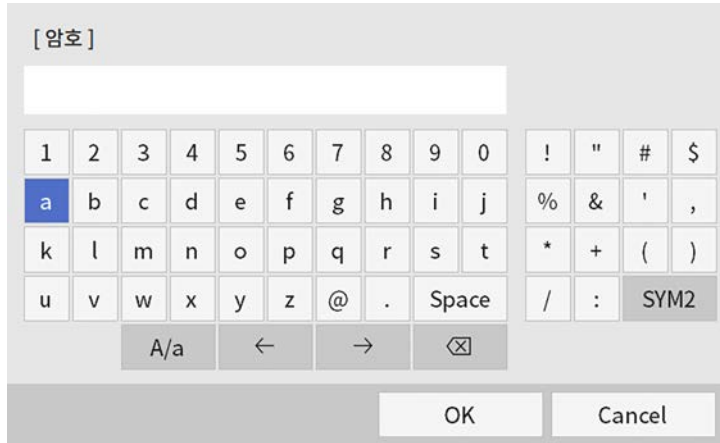 [ 암호 ]
1 2 3 4 5 6 7 8 9 0 ! " # $
a b c d e f g h i j % & ' ,
k l m n o p q r s t * + ( )
u v w x y z @ . Space / : SYM2
A/a ← → ⌫
OK Cancel